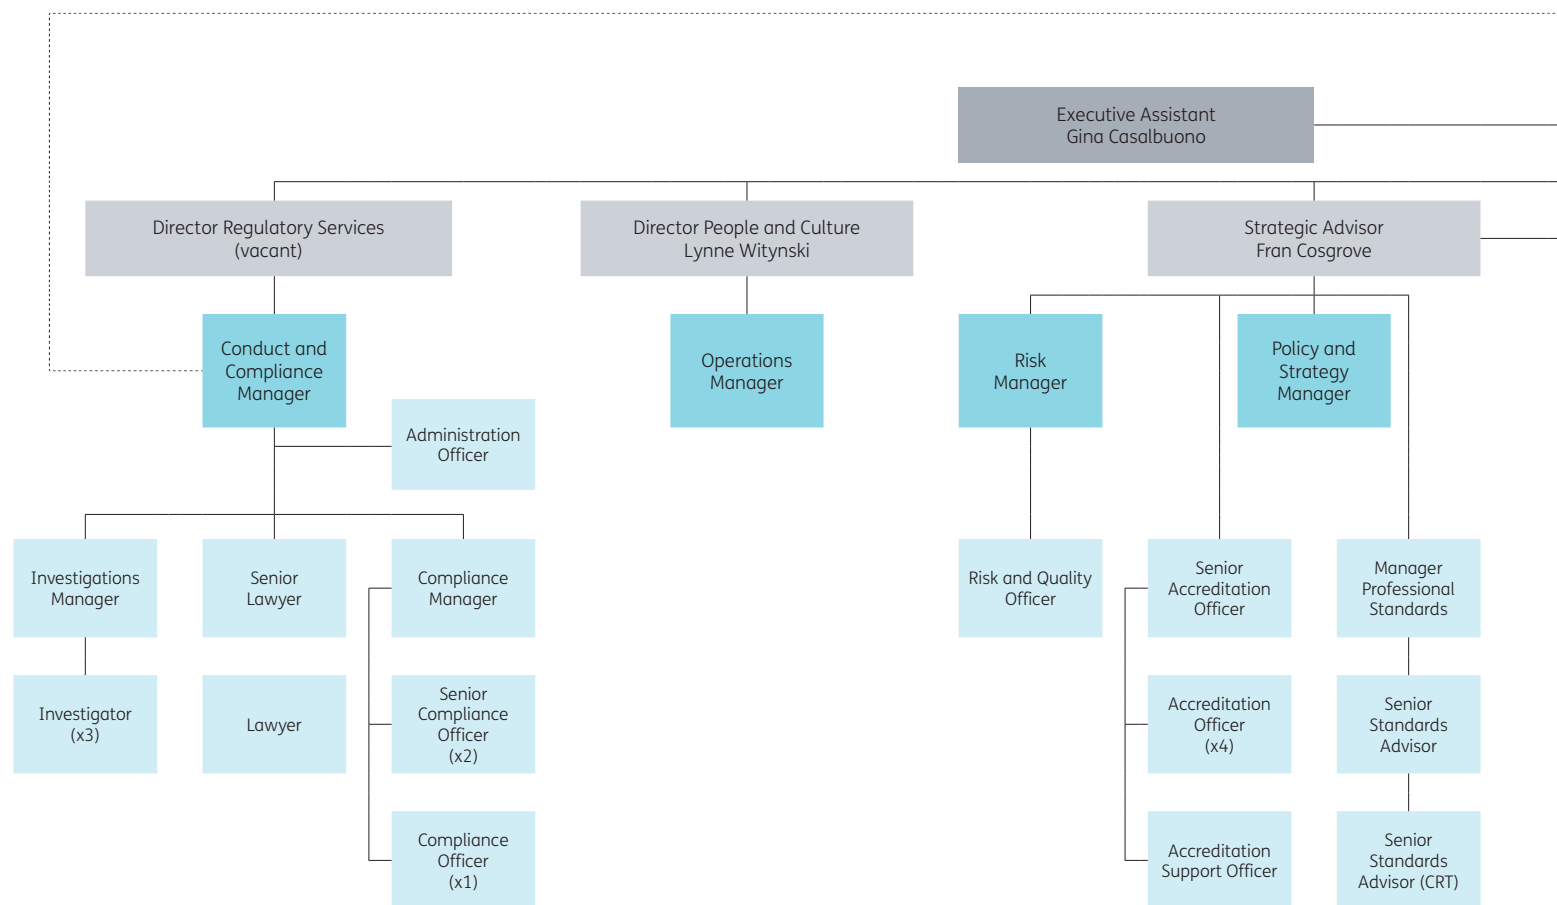 Executive Assistant
Gina Casalbuono
Director Regulatory Services
(vacant)
Director People and Culture
Lynne Witynski
Strategic Advisor
Fran Cosgrove
Conduct and
Compliance
Manager
Operations
Manager
Risk
Manager
Policy and
Strategy
Manager
Administration
Officer
Investigations
Manager
Senior
Lawyer
Compliance
Manager
Risk and Quality
Officer
Senior
Accreditation
Officer
Manager
Professional
Standards
Investigator
(x3)
Lawyer
Senior
Compliance
Officer
(x2)
Accreditation
Officer
(x4)
Senior
Standards
Advisor
Compliance
Officer
(x1)
Accreditation
Support Officer
Senior
Standards
Advisor (CRT)